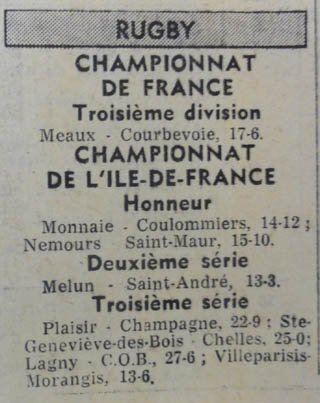 RUGBY
CHAMPIONNAT
DE FRANCE
Troisième division
Meaux - Courbevoie, 17-6.
CHAMPIONNAT
DE L'ILE-DE-FRANCE
Honneur
Monnaie - Coulommiers, 14-12 ;
Nemours Saint-Maur, 15-10.
Deuxième série
Melun - Saint-André, 13-3.
Troisième série
Plaisir - Champagne, 22-9 ; Ste-
Geneviève-des-Bois - Chelles, 25-0;
Lagny - C.O.B., 27-6 ; Villeparisis-
Morangis, 13-6.